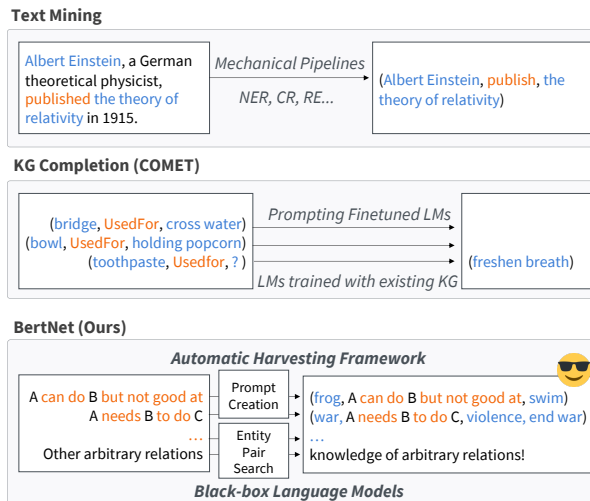 Text Mining
Albert Einstein, a German
theoretical physicist,
published the theory of
relativity in 1915.
Mechanical Pipelines
NER, CR, RE...
(Albert Einstein, publish, the
theory of relativity)
KG Completion (COMET)
(bridge, UsedFor, cross water)
(bowl, UsedFor, holding popcorn)
(toothpaste, Usedfor, ? )
Prompting Finetuned LMs
LMs trained with existing KG
(freshen breath)
BertNet (Ours)
Automatic Harvesting Framework
A can do B but not good at
A needs B to do C
...
Other arbitrary relations
Prompt
Creation
Entity
Pair
Search
(frog, A can do B but not good at, swim)
(war, A needs B to do C, violence, end war)
...
knowledge of arbitrary relations!
Black-box Language Models